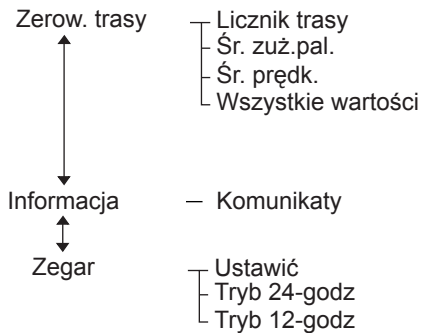 Zerow. trasy
Licznik trasy
Śr. zuż.pal.
Śr. prędk.
Wszystkie wartości
Informacja
Komunikaty
Zegar
Ustawić
Tryb 24-godz
Tryb 12-godz